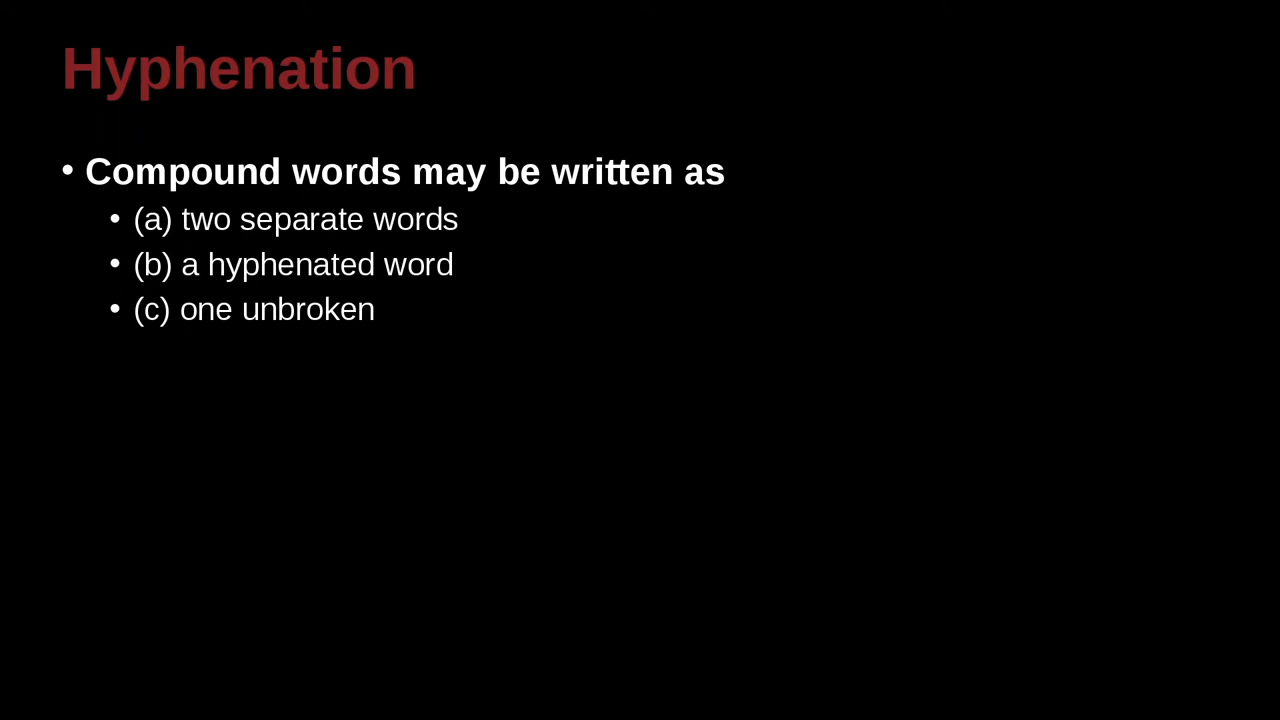 Hyphenation
• Compound words may be written as
• (a) two separate words
• (b) a hyphenated word
• (c) one unbroken